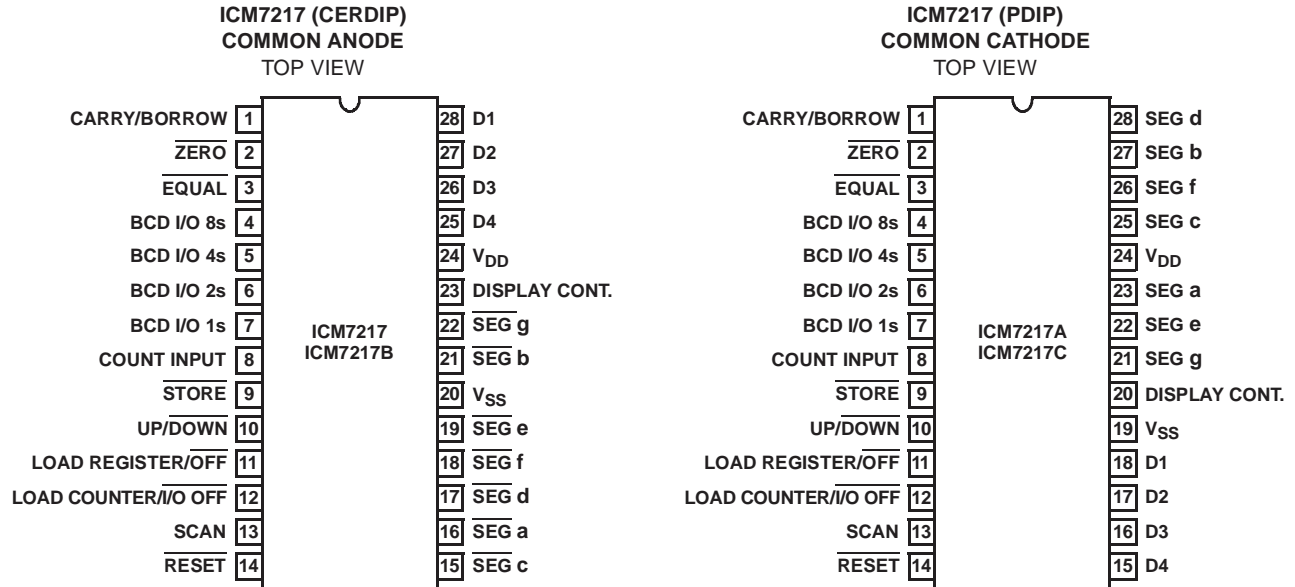 ICM7217 (CERDIP)
COMMON ANODE
TOP VIEW
CARRY/BORROW 1
ZERO 2
EQUAL 3
BCD I/O 8s 4
BCD I/O 4s 5
BCD I/O 2s 6
BCD I/O 1s 7
COUNT INPUT 8
STORE 9
UP/DOWN 10
LOAD REGISTER/OFF 11
LOAD COUNTER/I/O OFF 12
SCAN 13
RESET 14
ICM7217
ICM7217B
28 D1
27 D2
26 D3
25 D4
24 VDD
23 DISPLAY CONT.
22 SEG g
21 SEG b
20 VSS
19 SEG e
18 SEG f
17 SEG d
16 SEG a
15 SEG c
ICM7217 (PDIP)
COMMON CATHODE
TOP VIEW
CARRY/BORROW 1
ZERO 2
EQUAL 3
BCD I/O 8s 4
BCD I/O 4s 5
BCD I/O 2s 6
BCD I/O 1s 7
COUNT INPUT 8
STORE 9
UP/DOWN 10
LOAD REGISTER/OFF 11
LOAD COUNTER/I/O OFF 12
SCAN 13
RESET 14
ICM7217A
ICM7217C
28 SEG d
27 SEG b
26 SEG f
25 SEG c
24 VDD
23 SEG a
22 SEG e
21 SEG g
20 DISPLAY CONT.
19 VSS
18 D1
17 D2
16 D3
15 D4